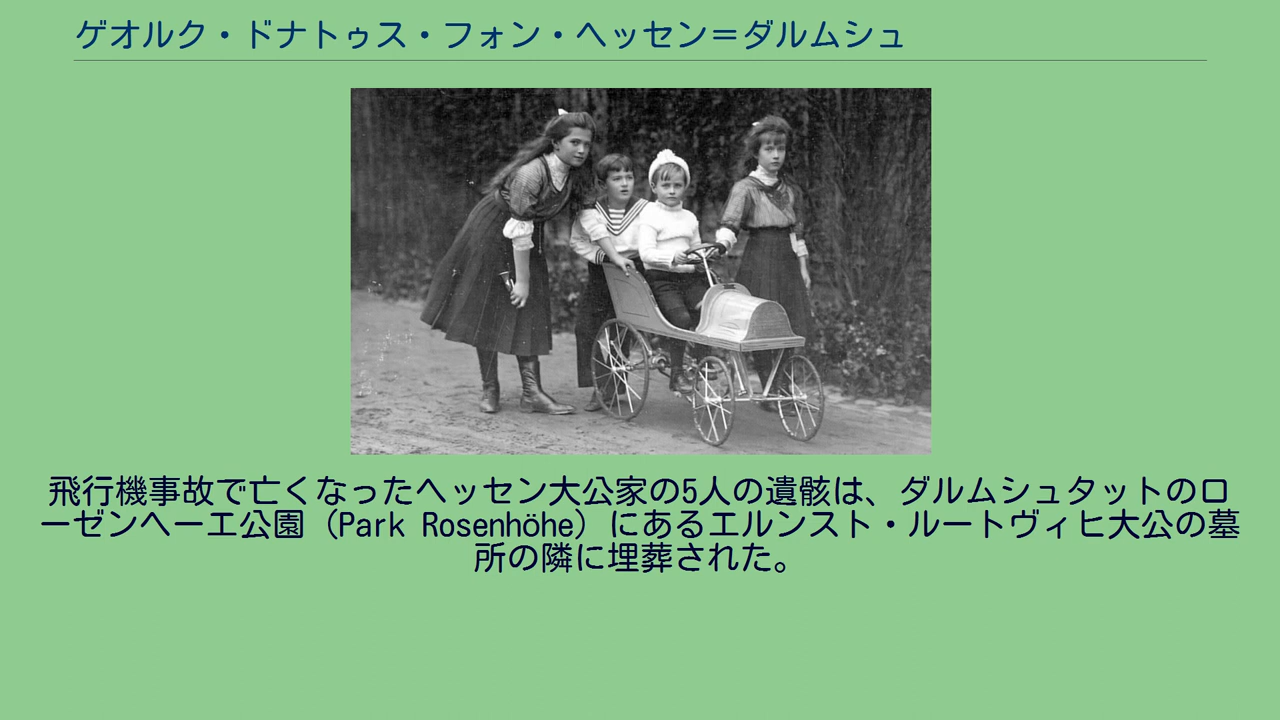 ゲオルク・ドナトゥス・フォン・ヘッセン＝ダルムシュ
飛行機事故で亡くなったヘッセン大公家の5人の遺骸は、ダルムシュタットのロ
ーゼンヘーエ公園（Park Rosenhöhe）にあるエルンスト・ルートヴィヒ大公の墓
所の隣に埋葬された。